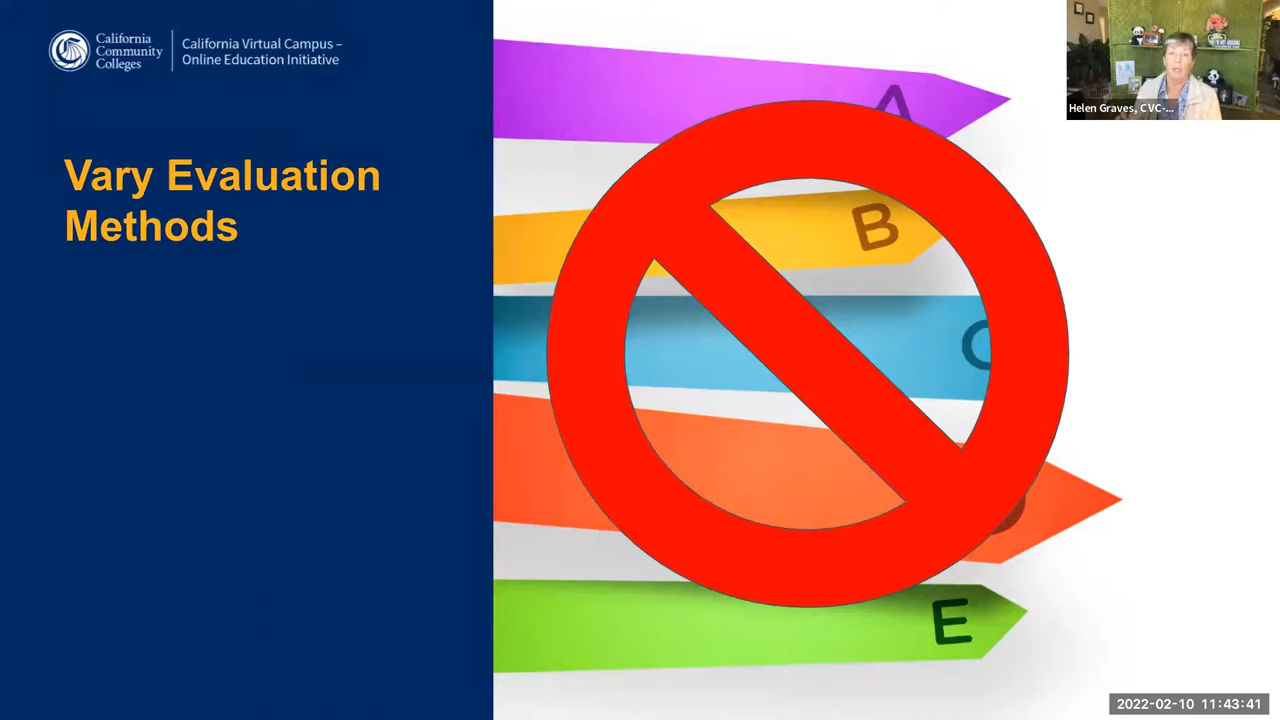 California
Community
Colleges
California Virtual Campus –
Online Education Initiative
Vary Evaluation
Methods
A
B
C
D
E
Helen Graves, CVC-...
2022-02-10 11:43:41